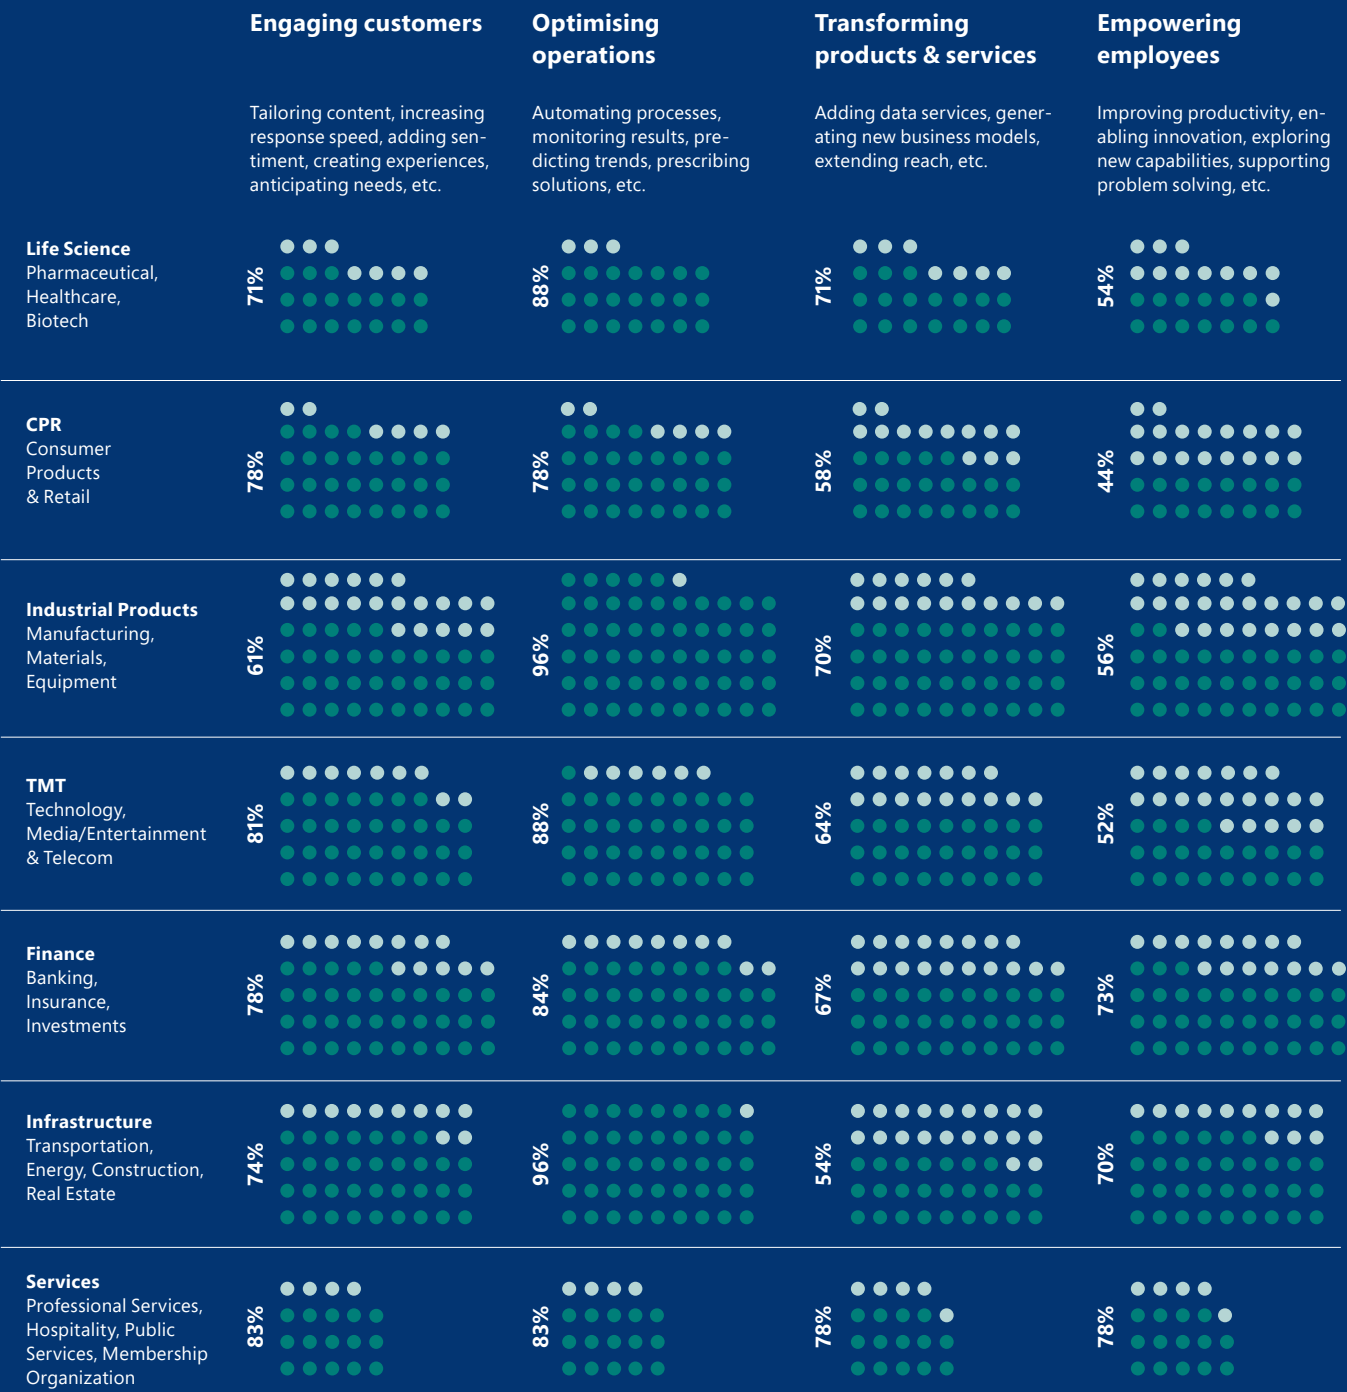 Engaging customers
Tailoring content, increasing
response speed, adding sen-
timent, creating experiences,
anticipating needs, etc.
Optimising
operations
Automating processes,
monitoring results, pre-
dicting trends, prescribing
solutions, etc.
Transforming
products & services
Adding data services, gener-
ating new business models,
extending reach, etc.
Empowering
employees
Improving productivity, en-
abling innovation, exploring
new capabilities, supporting
problem solving, etc.
Life Science
Pharmaceutical,
Healthcare,
Biotech
71%
88%
71%
54%
CPR
Consumer
Products
& Retail
78%
78%
58%
44%
Industrial Products
Manufacturing,
Materials,
Equipment
61%
96%
70%
56%
TMT
Technology,
Media/Entertainment
& Telecom
81%
88%
64%
52%
Finance
Banking,
Insurance,
Investments
78%
84%
67%
73%
Infrastructure
Transportation,
Energy, Construction,
Real Estate
74%
96%
54%
70%
Services
Professional Services,
Hospitality, Public
Services, Membership
Organization
83%
83%
78%
78%